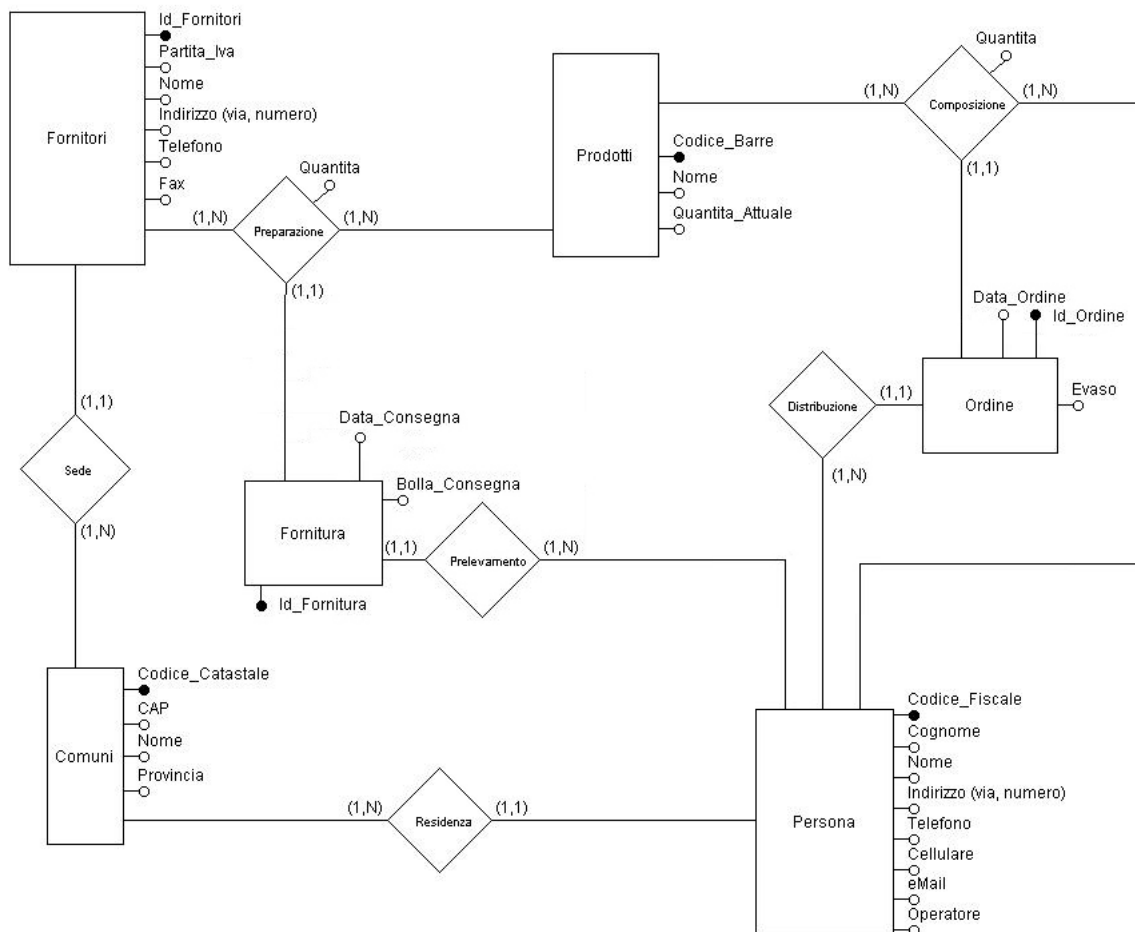 Id_Fornitori
Partita_Iva
Nome
Indirizzo (via, numero)
Telefono
Fax
Fornitori
(1,N)
Quantita
Preparazione
(1,N)
(1,1)
Prodotti
Codice_Barre
Nome
Quantita_Attuale
(1,N)
Quantita
Composizione
(1,N)
(1,1)
Data_Ordine
Id_Ordine
Ordine
Evaso
(1,1)
Distribuzione
(1,N)
(1,1)
Sede
(1,N)
Data_Consegna
Bolla_Consegna
Fornitura
Id_Fornitura
(1,1)
Prelevamento
(1,N)
Codice_Catastale
CAP
Nome
Provincia
Comuni
(1,N)
Residenza
(1,1)
Persona
Codice_Fiscale
Cognome
Nome
Indirizzo (via, numero)
Telefono
Cellulare
eMail
Operatore